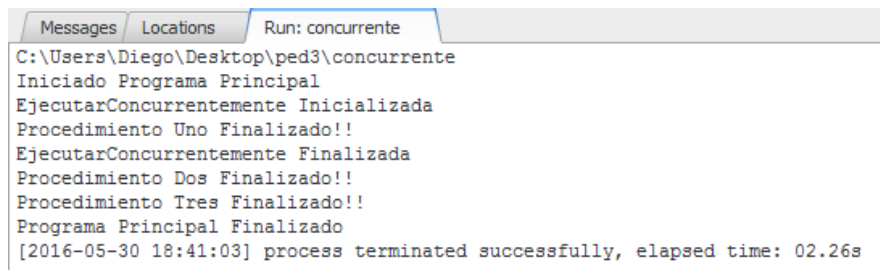 Messages Locations Run: concurrente
C:\Users\Diego\Desktop\ped3\concurrente
Iniciado Programa Principal
EjecutarConcurrentemente Inicializada
Procedimiento Uno Finalizado!!
EjecutarConcurrentemente Finalizada
Procedimiento Dos Finalizado!!
Procedimiento Tres Finalizado!!
Programa Principal Finalizado
[2016-05-30 18:41:03] process terminated successfully, elapsed time: 02.26s